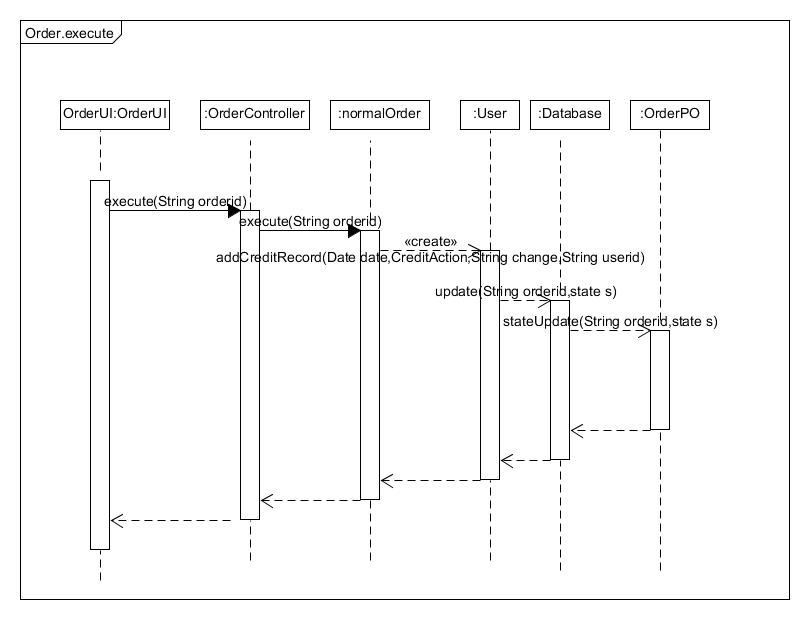 Order.execute
OrderUI:OrderUI
:OrderController
:normalOrder
:User
:Database
:OrderPO
execute(String orderid)
execute(String orderid)
«create»
addCreditRecord(Date date,CreditAction,String change,String userid)
update(String orderid,state s)
stateUpdate(String orderid,state s)